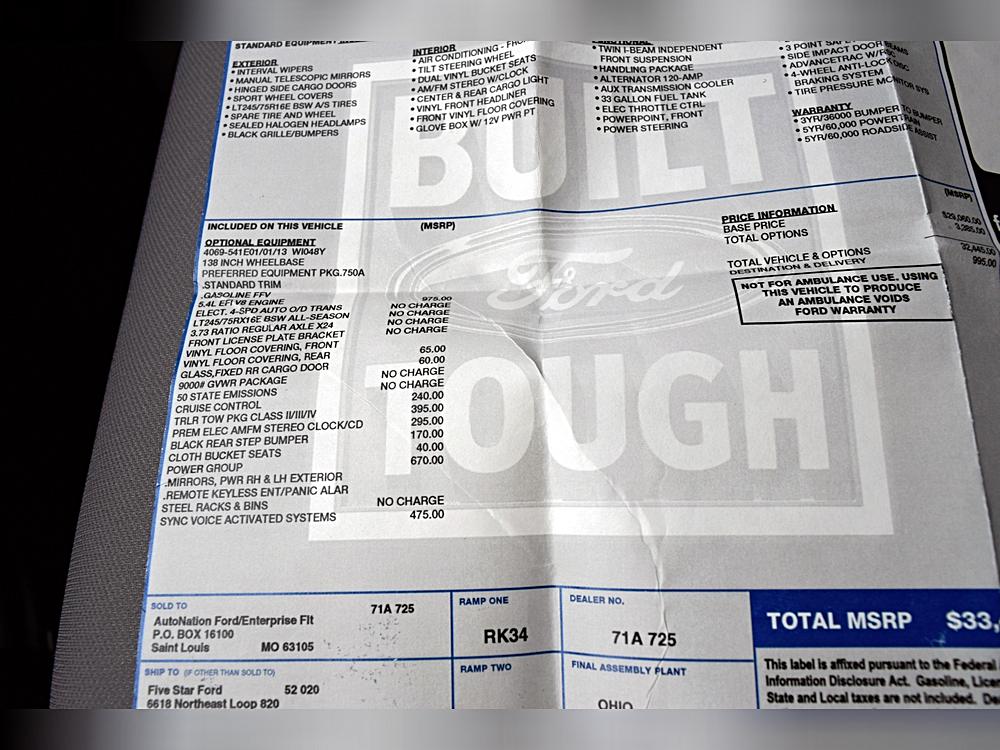 STANDARD EQUIPMENT
EXTERIOR
• INTERVAL WIPERS
• MANUAL TELESCOPIC MIRRORS
• HINGED SIDE CARGO DOORS
• SPORT WHEEL COVERS
• LT245/75R16E BSW A/S TIRES
• SPARE TIRE AND WHEEL
• SEALED HALOGEN HEADLAMPS
• BLACK GRILLE/BUMPERS
INTERIOR
• AIR CONDITIONING - FRONT
• TILT STEERING WHEEL
• DUAL VINYL BUCKET SEATS
• AM/FM STEREO W/CLOCK
• CENTER & REAR CARGO LIGHT
• VINYL FRONT HEADLINER
• FRONT VINYL FLOOR COVERING
• GLOVE BOX W/ 12V PWR PT
• TWIN I-BEAM INDEPENDENT
FRONT SUSPENSION
• HANDLING PACKAGE
• ALTERNATOR 120-AMP
• AUX TRANSMISSION COOLER
• 33 GALLON FUEL TANK
• ELEC THROTTLE CTRL
• POWERPOINT, FRONT
• POWER STEERING
• 3 POINT SAFETY
• SIDE IMPACT DOOR BEAMS
• ADVANCETRAC W/RSC
• 4-WHEEL ANTI-LOCK DISC
BRAKING SYSTEM
• TIRE PRESSURE MONITOR SYS
WARRANTY
• 3YR/36000 BUMPER TO BUMPER
• 5YR/60,000 POWERTRAIN
• 5YR/60,000 ROADSIDE ASSIST
BUILT
Ford
TOUGH
INCLUDED ON THIS VEHICLE (MSRP)
OPTIONAL EQUIPMENT
4069-541E01/01/13 WI048Y
138 INCH WHEELBASE
PREFERRED EQUIPMENT PKG.750A
.STANDARD TRIM
.GASOLINE FFV
5.4L EFI V8 ENGINE 975.00
ELECT. 4-SPD AUTO O/D TRANS NO CHARGE
LT245/75RX16E BSW ALL-SEASON NO CHARGE
3.73 RATIO REGULAR AXLE X24 NO CHARGE
FRONT LICENSE PLATE BRACKET NO CHARGE
VINYL FLOOR COVERING, FRONT
VINYL FLOOR COVERING, REAR 65.00
GLASS,FIXED RR CARGO DOOR 60.00
9000# GVWR PACKAGE NO CHARGE
50 STATE EMISSIONS NO CHARGE
CRUISE CONTROL 240.00
TRLR TOW PKG CLASS II/III/IV 395.00
PREM ELEC AMFM STEREO CLOCK/CD 295.00
BLACK REAR STEP BUMPER 170.00
CLOTH BUCKET SEATS 40.00
POWER GROUP 670.00
.MIRRORS, PWR RH & LH EXTERIOR
.REMOTE KEYLESS ENT/PANIC ALAR
STEEL RACKS & BINS NO CHARGE
SYNC VOICE ACTIVATED SYSTEMS 475.00
PRICE INFORMATION (MSRP)
BASE PRICE $29,060.00
TOTAL OPTIONS 3,385.00
TOTAL VEHICLE & OPTIONS 32,445.00
DESTINATION & DELIVERY 995.00
NOT FOR AMBULANCE USE. USING
THIS VEHICLE TO PRODUCE
AN AMBULANCE VOIDS
FORD WARRANTY
SOLD TO 71A 725
AutoNation Ford/Enterprise Flt
P.O. BOX 16100
Saint Louis MO 63105
SHIP TO (IF OTHER THAN SOLD TO)
Five Star Ford 52 020
6618 Northeast Loop 820
RAMP ONE
RK34
RAMP TWO
DEALER NO.
71A 725
FINAL ASSEMBLY PLANT
OHIO
TOTAL MSRP $33,
This label is affixed pursuant to the Federal
Information Disclosure Act. Gasoline,
State and Local taxes are not included.